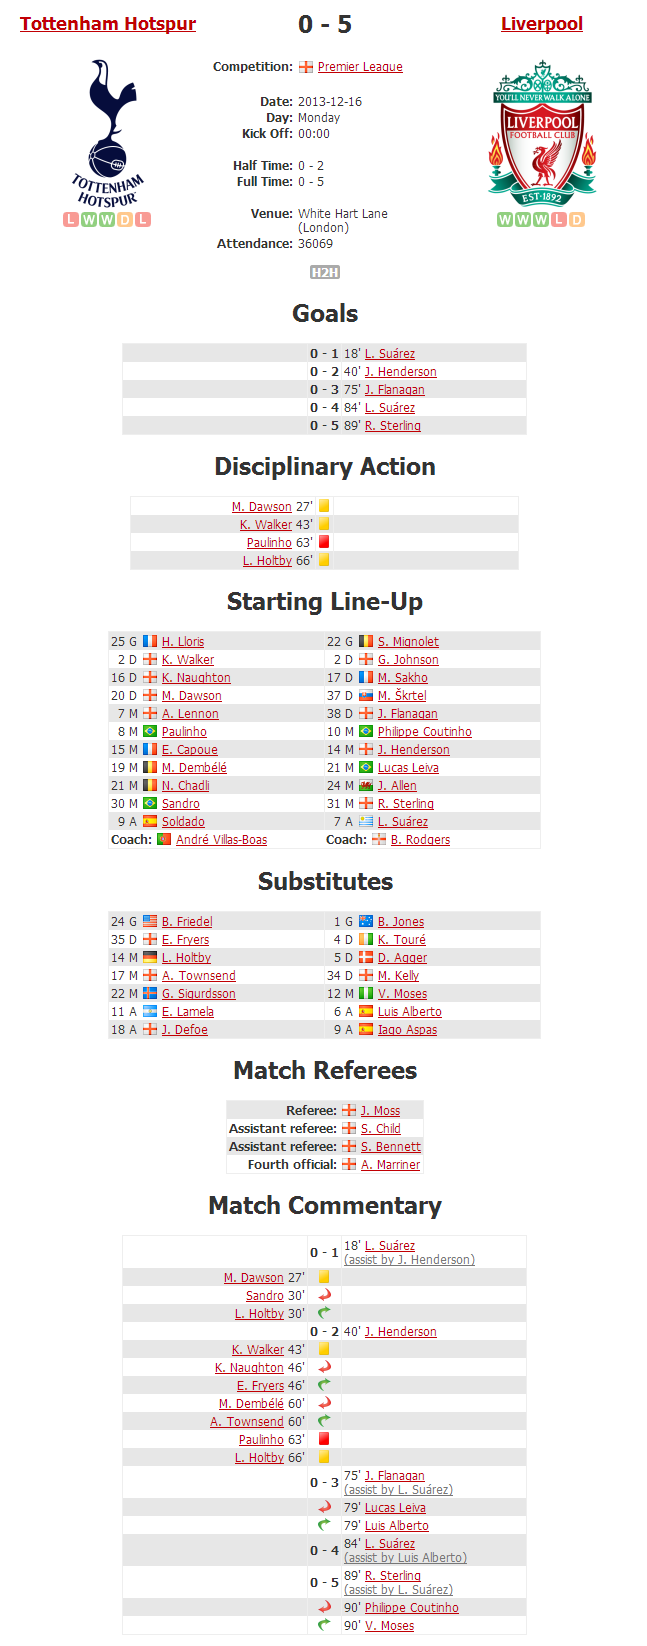 Tottenham Hotspur 0 - 5 Liverpool
Competition: Premier League
Date: 2013-12-16
Day: Monday
Kick Off: 00:00
Half Time: 0 - 2
Full Time: 0 - 5
Venue: White Hart Lane
(London)
Attendance: 36069
TOTTENHAM
HOTSPUR
L W W D L
YOU'LL NEVER WALK ALONE
LIVERPOOL
FOOTBALL CLUB
EST·1892
W W W L D
H2H
Goals
0 - 1 18' L. Suárez
0 - 2 40' J. Henderson
0 - 3 75' J. Flanagan
0 - 4 84' L. Suárez
0 - 5 89' R. Sterling
Disciplinary Action
M. Dawson 27'
K. Walker 43'
Paulinho 63'
L. Holtby 66'
Starting Line-Up
25 G H. Lloris 22 G S. Mignolet
2 D K. Walker 2 D G. Johnson
16 D K. Naughton 17 D M. Sakho
20 D M. Dawson 37 D M. Škrtel
7 M A. Lennon 38 D J. Flanagan
8 M Paulinho 10 M Philippe Coutinho
15 M E. Capoue 14 M J. Henderson
19 M M. Dembélé 21 M Lucas Leiva
21 M N. Chadli 24 M J. Allen
30 M Sandro 31 M R. Sterling
9 A Soldado 7 A L. Suárez
Coach: André Villas-Boas Coach: B. Rodgers
Substitutes
24 G B. Friedel 1 G B. Jones
35 D E. Fryers 4 D K. Touré
14 M L. Holtby 5 D D. Agger
17 M A. Townsend 34 D M. Kelly
22 M G. Sigurdsson 12 M V. Moses
11 A E. Lamela 6 A Luis Alberto
18 A J. Defoe 9 A Iago Aspas
Match Referees
Referee: J. Moss
Assistant referee: S. Child
Assistant referee: S. Bennett
Fourth official: A. Marriner
Match Commentary
0 - 1 18' L. Suárez
(assist by J. Henderson)
M. Dawson 27'
Sandro 30'
L. Holtby 30'
0 - 2 40' J. Henderson
K. Walker 43'
K. Naughton 46'
E. Fryers 46'
M. Dembélé 60'
A. Townsend 60'
Paulinho 63'
L. Holtby 66'
0 - 3 75' J. Flanagan
(assist by L. Suárez)
79' Lucas Leiva
79' Luis Alberto
0 - 4 84' L. Suárez
(assist by Luis Alberto)
0 - 5 89' R. Sterling
(assist by L. Suárez)
90' Philippe Coutinho
90' V. Moses